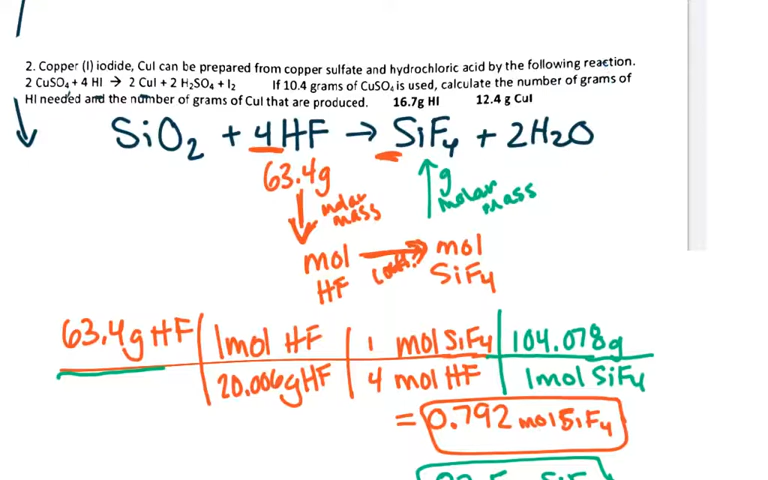 2. Copper (I) iodide, CuI can be prepared from copper sulfate and hydrochloric acid by the following reaction.
2 CuSO₄ + 4 HI → 2 CuI + 2 H₂SO₄ + I₂ If 10.4 grams of CuSO₄ is used, calculate the number of grams of
HI needed and the number of grams of CuI that are produced. 16.7g HI 12.4 g CuI
SiO₂ + 4HF → SiF₄ + 2H₂O
63.4g g
molar mass molar mass
mol HF → mol SiF₄
63.4g HF | 1mol HF | 1 mol SiF₄ | 104.078g
20.006g HF | 4 mol HF | 1mol SiF₄
= 0.792 mol SiF₄